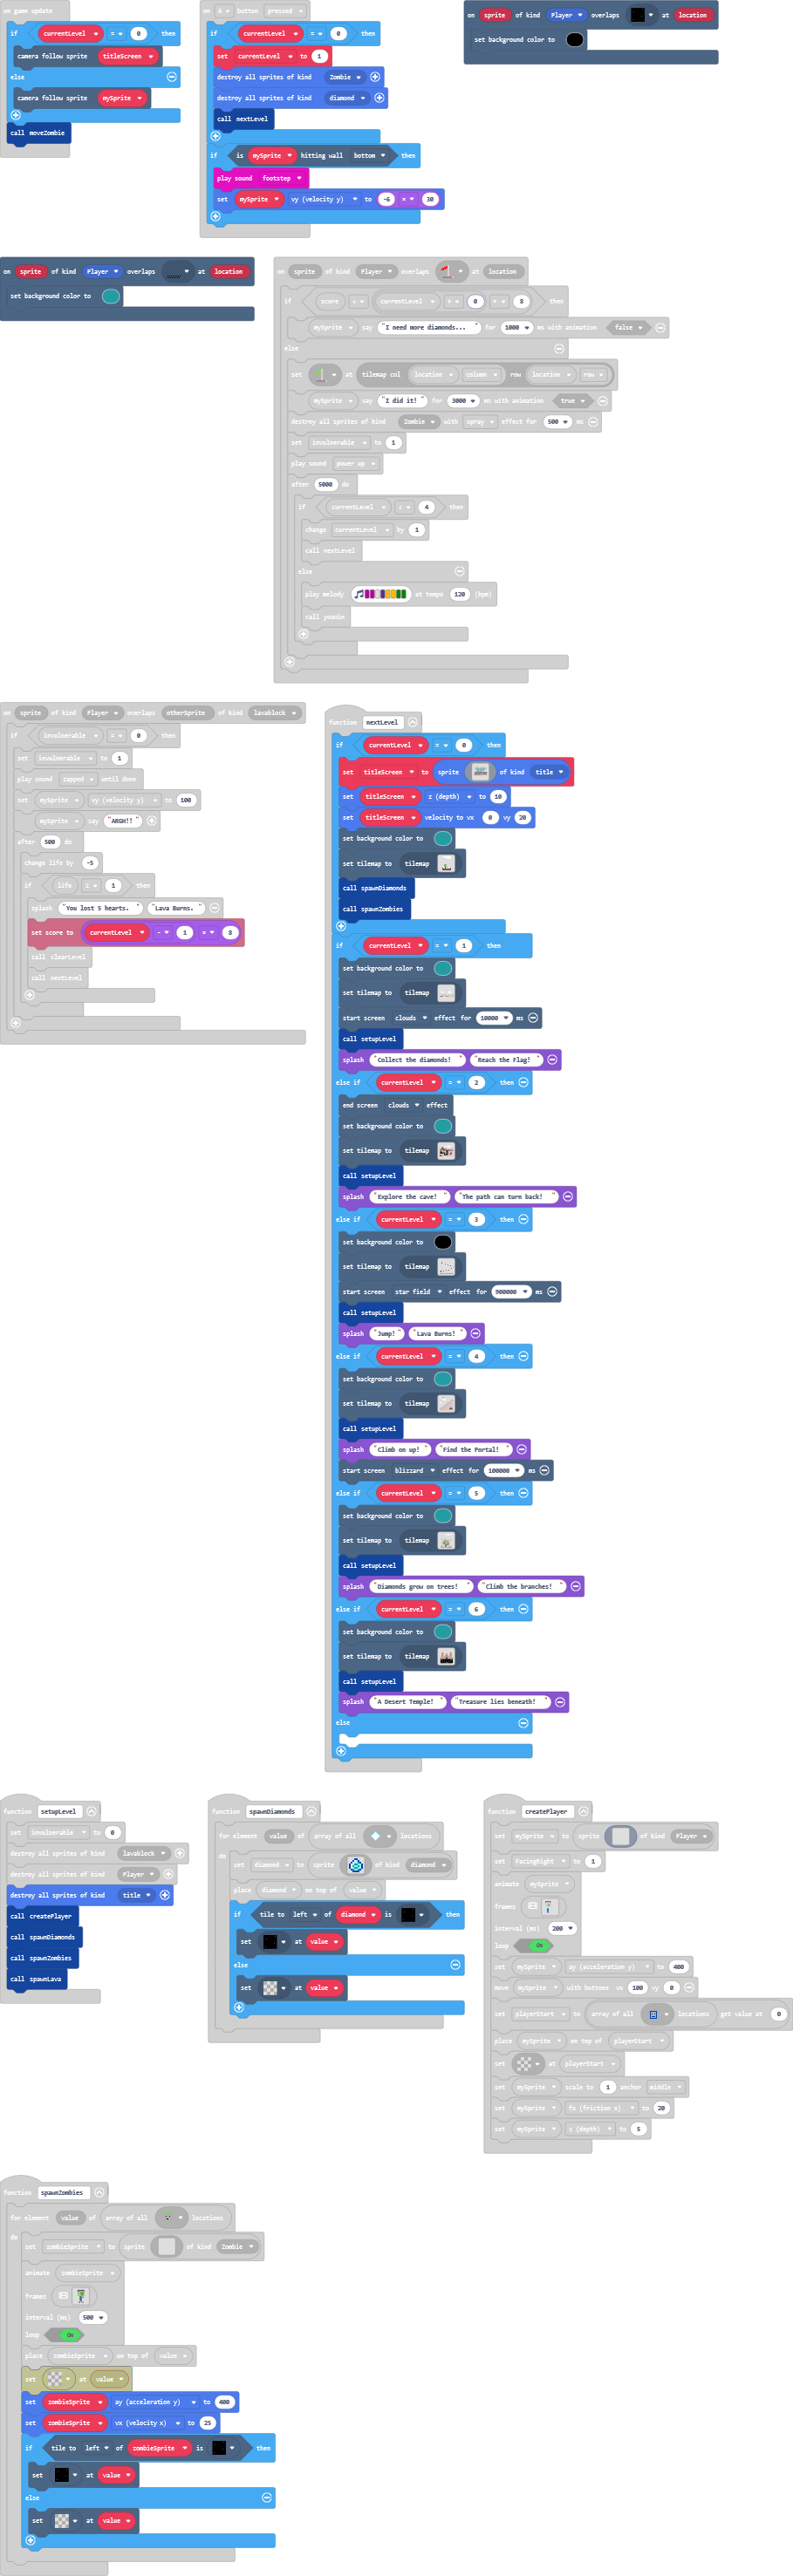 on game update
if currentLevel = 0 then
camera follow sprite titleScreen
else
camera follow sprite mySprite
call moveZombie
on A button pressed
if currentLevel = 0 then
set currentLevel to 1
destroy all sprites of kind Zombie
destroy all sprites of kind diamond
call nextLevel
if is mySprite hitting wall bottom then
play sound footstep
set mySprite vy (velocity y) to -6 × 30
on sprite of kind Player overlaps at location
set background color to
on sprite of kind Player overlaps at location
set background color to
on sprite of kind Player overlaps at location
if score < currentLevel + 0 × 8 then
mySprite say "I need more diamonds... " for 1000 ms with animation false
else
set at tilemap col location column row location row
mySprite say "I did it! " for 3000 ms with animation true
destroy all sprites of kind Zombie with spray effect for 500 ms
set invulnerable to 1
play sound power up
after 5000 do
if currentLevel < 4 then
change currentLevel by 1
call nextLevel
else
play melody at tempo 120 (bpm)
call youWin
on sprite of kind Player overlaps otherSprite of kind lavablock
if invulnerable = 0 then
set invulnerable to 1
play sound zapped until done
set mySprite vy (velocity y) to 100
mySprite say "ARGH!!"
after 500 do
change life by -5
if life ≤ 1 then
splash "You lost 5 hearts. " "Lava Burns. "
set score to currentLevel - 1 × 8
call clearLevel
call nextLevel
function nextLevel
if currentLevel = 0 then
set titleScreen to sprite of kind title
set titleScreen z (depth) to 10
set titleScreen velocity to vx 0 vy 20
set background color to
set tilemap to tilemap
call spawnDiamonds
call spawnZombies
if currentLevel = 1 then
set background color to
set tilemap to tilemap
start screen clouds effect for 10000 ms
call setupLevel
splash "Collect the diamonds! " "Reach the Flag! "
else if currentLevel = 2 then
end screen clouds effect
set background color to
set tilemap to tilemap
call setupLevel
splash "Explore the cave! " "The path can turn back! "
else if currentLevel = 3 then
set background color to
set tilemap to tilemap
start screen star field effect for 900000 ms
call setupLevel
splash "Jump! " "Lava Burns! "
else if currentLevel = 4 then
set background color to
set tilemap to tilemap
call setupLevel
splash "Climb on up! " "Find the Portal! "
start screen blizzard effect for 100000 ms
else if currentLevel = 5 then
set background color to
set tilemap to tilemap
call setupLevel
splash "Diamonds grow on trees! " "Climb the branches! "
else if currentLevel = 6 then
set background color to
set tilemap to tilemap
call setupLevel
splash "A Desert Temple! " "Treasure lies beneath! "
else
function setupLevel
set invulnerable to 0
destroy all sprites of kind lavablock
destroy all sprites of kind Player
destroy all sprites of kind title
call createPlayer
call spawnDiamonds
call spawnZombies
call spawnLava
function spawnDiamonds
for element value of array of all locations
do
set diamond to sprite of kind diamond
place diamond on top of value
if tile to left of diamond is then
set at value
else
set at value
function createPlayer
set mySprite to sprite of kind Player
set FacingRight to 1
animate mySprite
frames
interval (ms) 200
loop ON
set mySprite ay (acceleration y) to 400
move mySprite with buttons vx 100 vy 0
set playerStart to array of all locations get value at 0
place mySprite on top of playerStart
set at playerStart
set mySprite scale to 1 anchor middle
set mySprite fx (friction x) to 20
set mySprite z (depth) to 5
function spawnZombies
for element value of array of all locations
do
set zombieSprite to sprite of kind Zombie
animate zombieSprite
frames
interval (ms) 500
loop ON
place zombieSprite on top of value
set at value
set zombieSprite ay (acceleration y) to 400
set zombieSprite vx (velocity x) to 25
if tile to left of zombieSprite is then
set at value
else
set at value